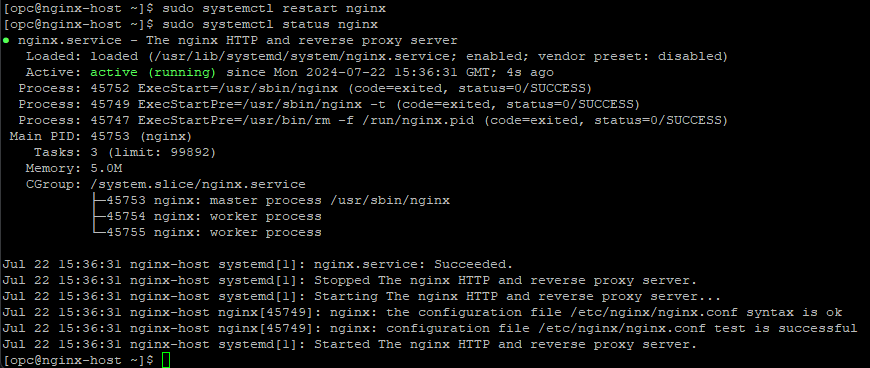 [opc@nginx-host ~]$ sudo systemctl restart nginx
[opc@nginx-host ~]$ sudo systemctl status nginx
● nginx.service - The nginx HTTP and reverse proxy server
   Loaded: loaded (/usr/lib/systemd/system/nginx.service; enabled; vendor preset: disabled)
   Active: active (running) since Mon 2024-07-22 15:36:31 GMT; 4s ago
  Process: 45752 ExecStart=/usr/sbin/nginx (code=exited, status=0/SUCCESS)
  Process: 45749 ExecStartPre=/usr/sbin/nginx -t (code=exited, status=0/SUCCESS)
  Process: 45747 ExecStartPre=/usr/bin/rm -f /run/nginx.pid (code=exited, status=0/SUCCESS)
 Main PID: 45753 (nginx)
    Tasks: 3 (limit: 99892)
   Memory: 5.0M
   CGroup: /system.slice/nginx.service
           ├─45753 nginx: master process /usr/sbin/nginx
           ├─45754 nginx: worker process
           └─45755 nginx: worker process
Jul 22 15:36:31 nginx-host systemd[1]: nginx.service: Succeeded.
Jul 22 15:36:31 nginx-host systemd[1]: Stopped The nginx HTTP and reverse proxy server.
Jul 22 15:36:31 nginx-host systemd[1]: Starting The nginx HTTP and reverse proxy server...
Jul 22 15:36:31 nginx-host nginx[45749]: nginx: the configuration file /etc/nginx/nginx.conf syntax is ok
Jul 22 15:36:31 nginx-host nginx[45749]: nginx: configuration file /etc/nginx/nginx.conf test is successful
Jul 22 15:36:31 nginx-host systemd[1]: Started The nginx HTTP and reverse proxy server.
[opc@nginx-host ~]$